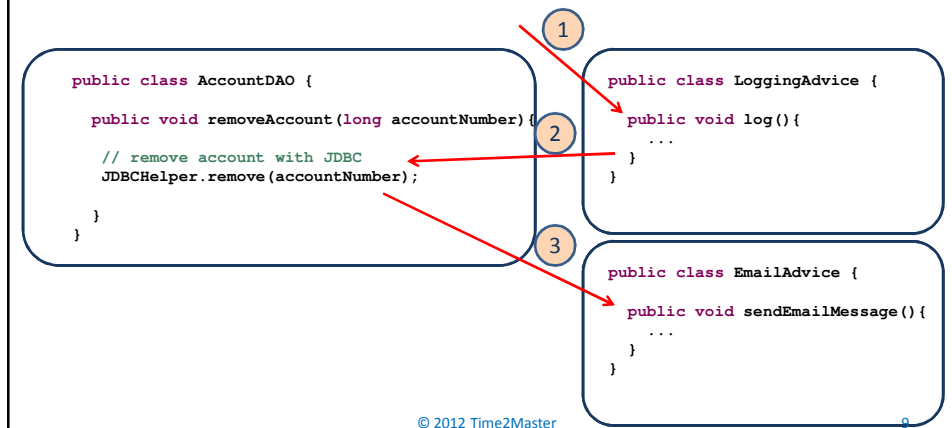 1
public class AccountDAO {
public void removeAccount(long accountNumber){
// remove account with JDBC
JDBCHelper.remove(accountNumber);
}
}
2
public class LoggingAdvice {
public void log(){
...
}
}
3
public class EmailAdvice {
public void sendEmailMessage(){
...
}
}
© 2012 Time2Master
9